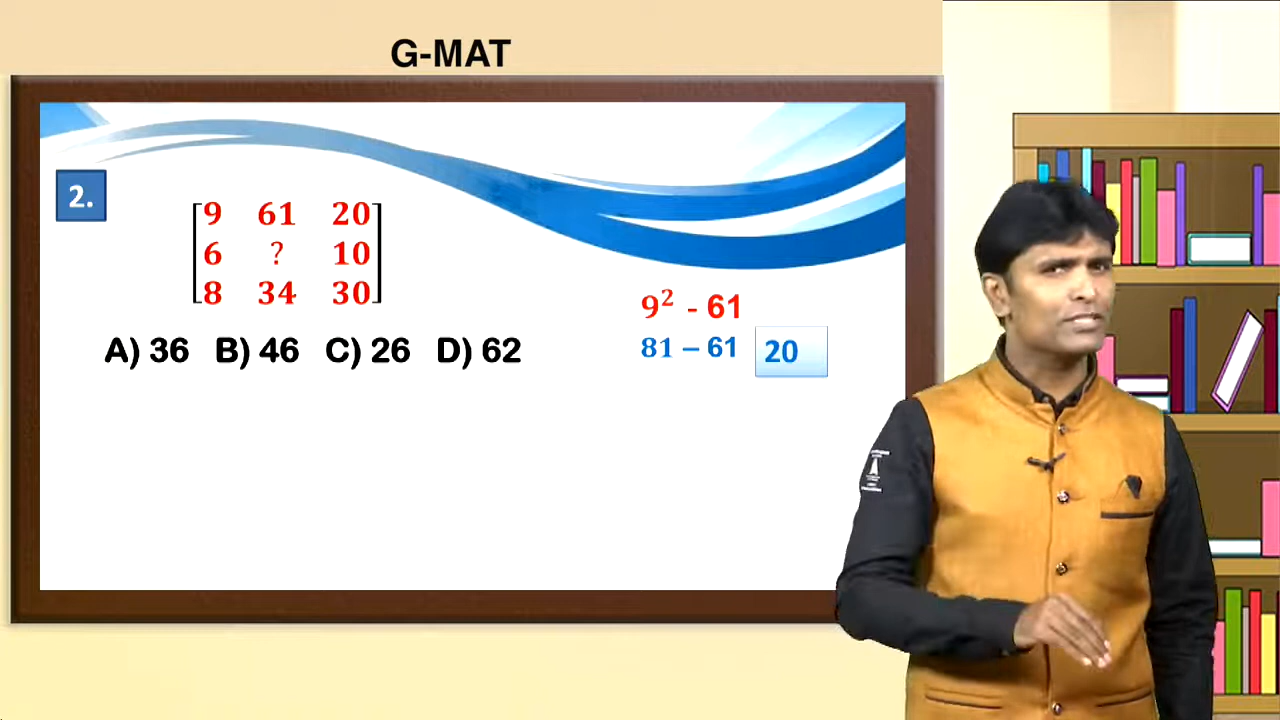 G-MAT
2.
9 61 20
6 ? 10
8 34 30
A) 36 B) 46 C) 26 D) 62
9² - 61
81 – 61 20